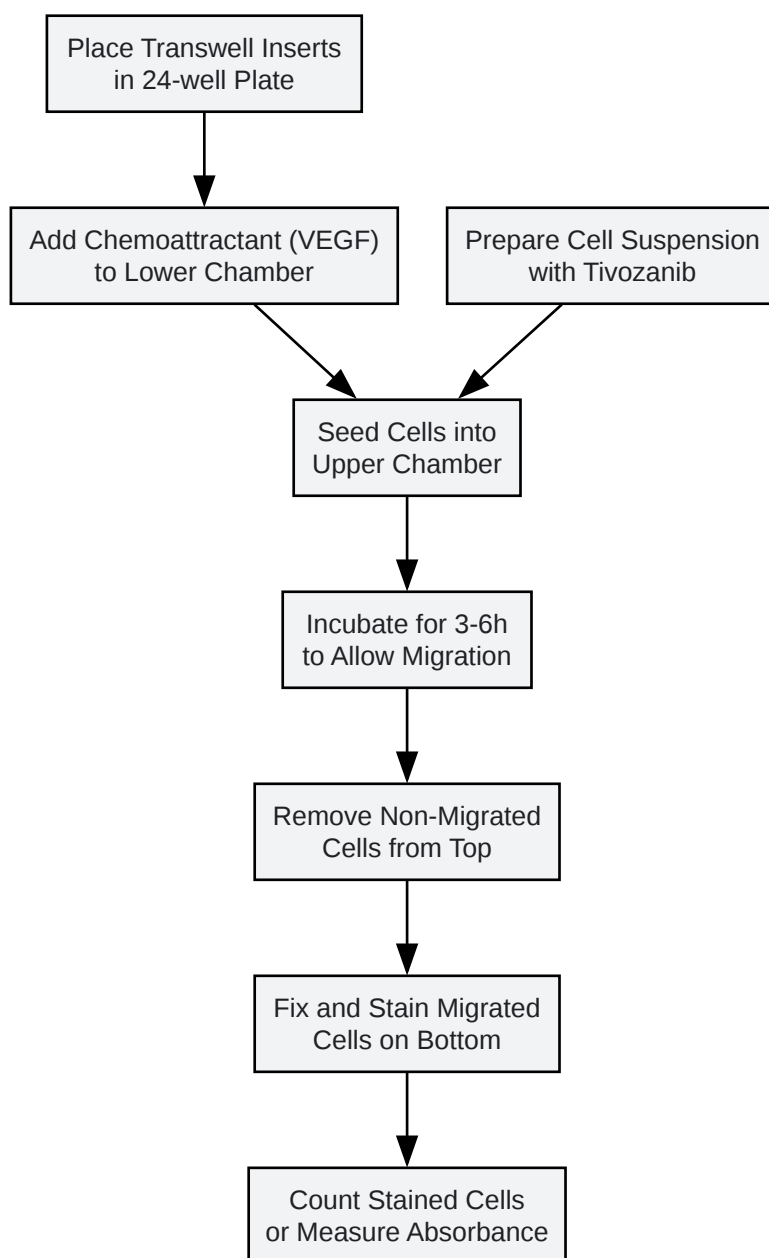 Place Transwell Inserts
in 24-well Plate
Add Chemoattractant (VEGF)
to Lower Chamber
Prepare Cell Suspension
with Tivozanib
Seed Cells into
Upper Chamber
Incubate for 3-6h
to Allow Migration
Remove Non-Migrated
Cells from Top
Fix and Stain Migrated
Cells on Bottom
Count Stained Cells
or Measure Absorbance